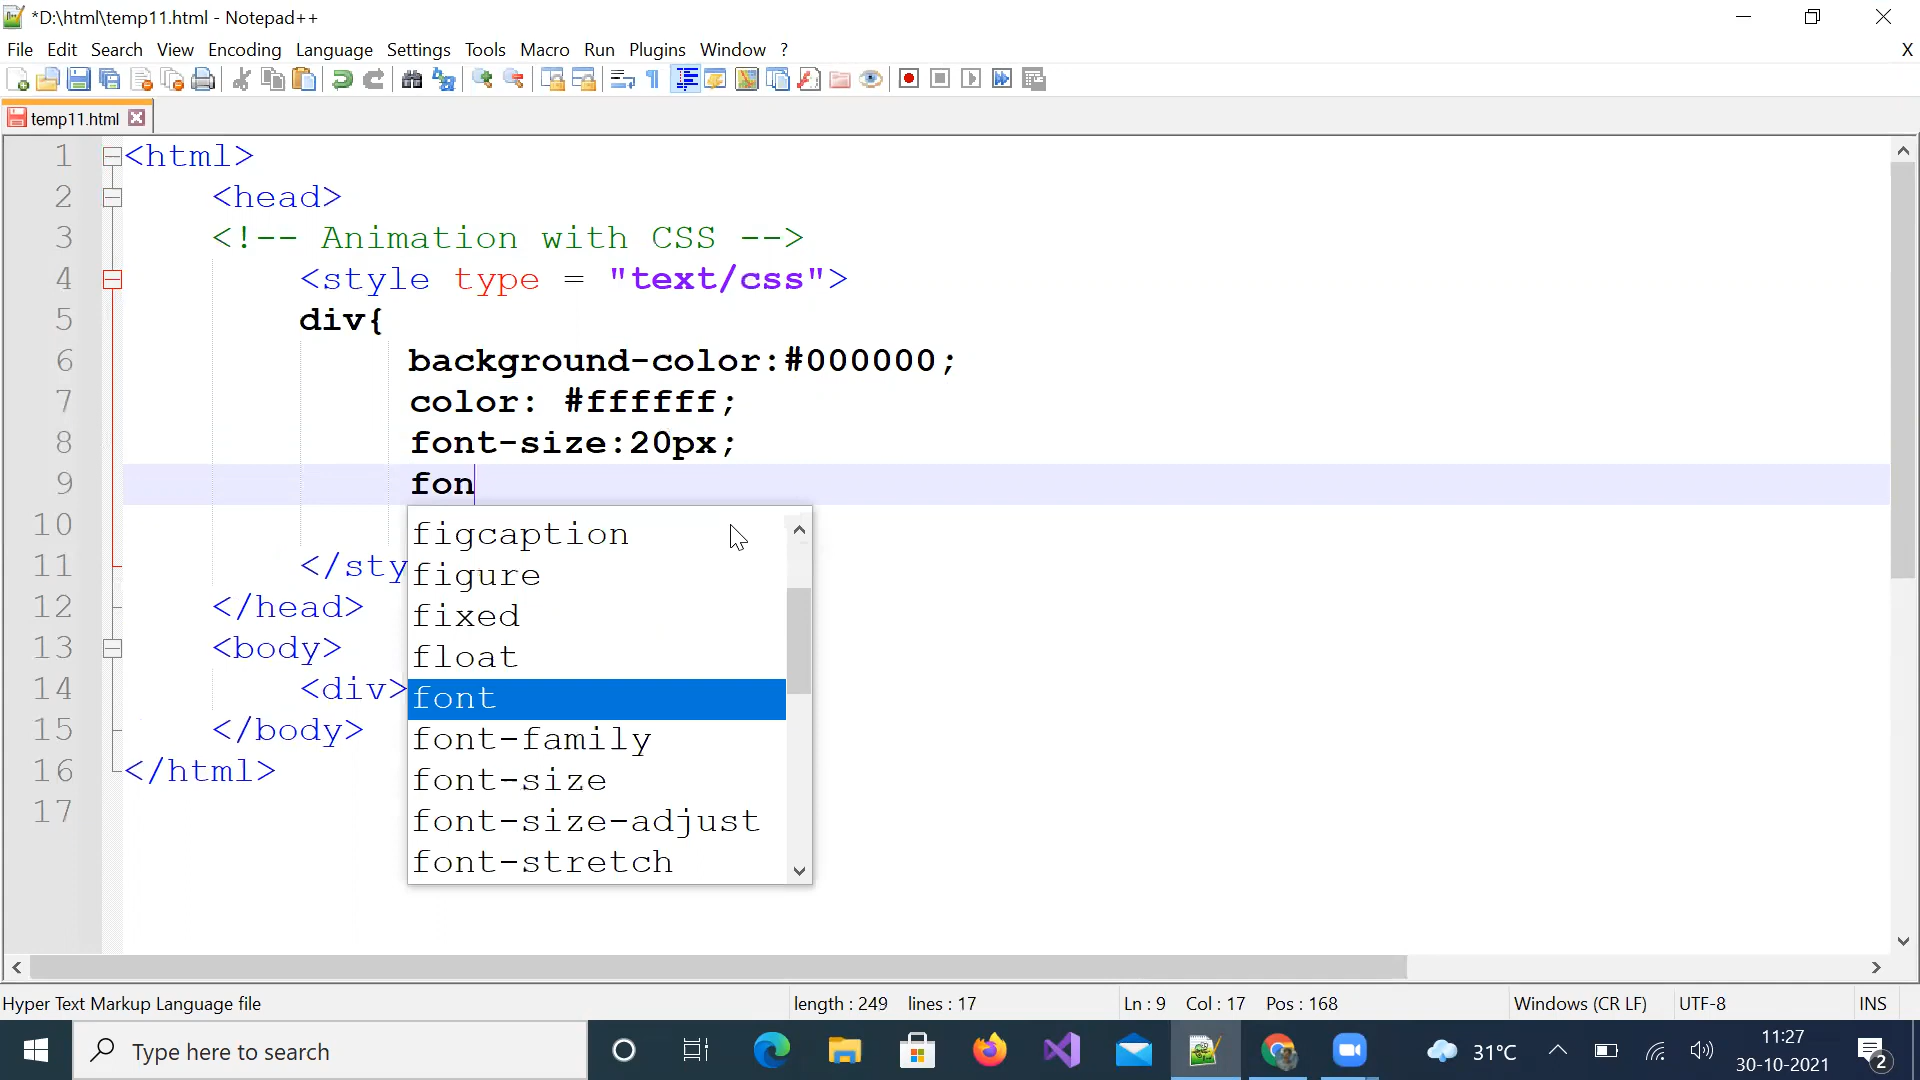 *D:\html\temp11.html - Notepad++
File Edit Search View Encoding Language Settings Tools Macro Run Plugins Window ?
X
temp11.html
1 <html>
2 <head>
3 <!-- Animation with CSS -->
4 <style type = "text/css">
5 div{
6 background-color:#000000;
7 color: #ffffff;
8 font-size:20px;
9 fon
10
11 </sty
12 </head>
13 <body>
14 <div>
15 </body>
16 </html>
17
figcaption
figure
fixed
float
font
font-family
font-size
font-size-adjust
font-stretch
Hyper Text Markup Language file length : 249 lines : 17 Ln : 9 Col : 17 Pos : 168 Windows (CR LF) UTF-8 INS
Type here to search
31°C
11:27
30-10-2021
2